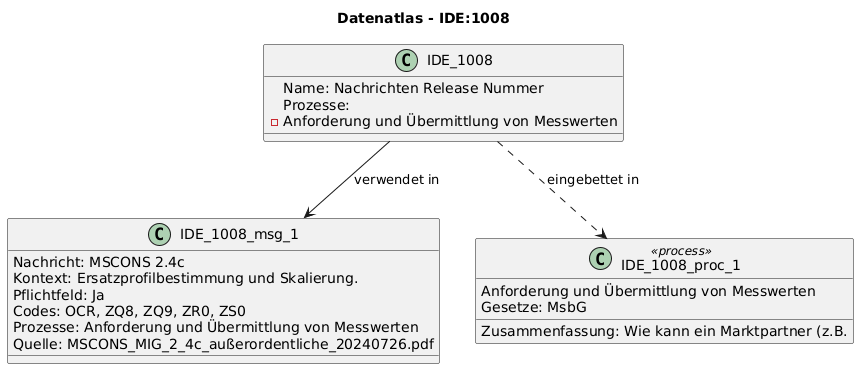 Datenatlas - IDE:1008
C IDE_1008
Name: Nachrichten Release Nummer
Prozesse:
Anforderung und Übermittlung von Messwerten
verwendet in
eingebettet in
C IDE_1008_msg_1
Nachricht: MSCONS 2.4c
Kontext: Ersatzprofilbestimmung und Skalierung.
Pflichtfeld: Ja
Codes: OCR, ZQ8, ZQ9, ZR0, ZS0
Prozesse: Anforderung und Übermittlung von Messwerten
Quelle: MSCONS_MIG_2_4c_außerordentliche_20240726.pdf
«process»
C IDE_1008_proc_1
Anforderung und Übermittlung von Messwerten
Gesetze: MsbG
Zusammenfassung: Wie kann ein Marktpartner (z.B.